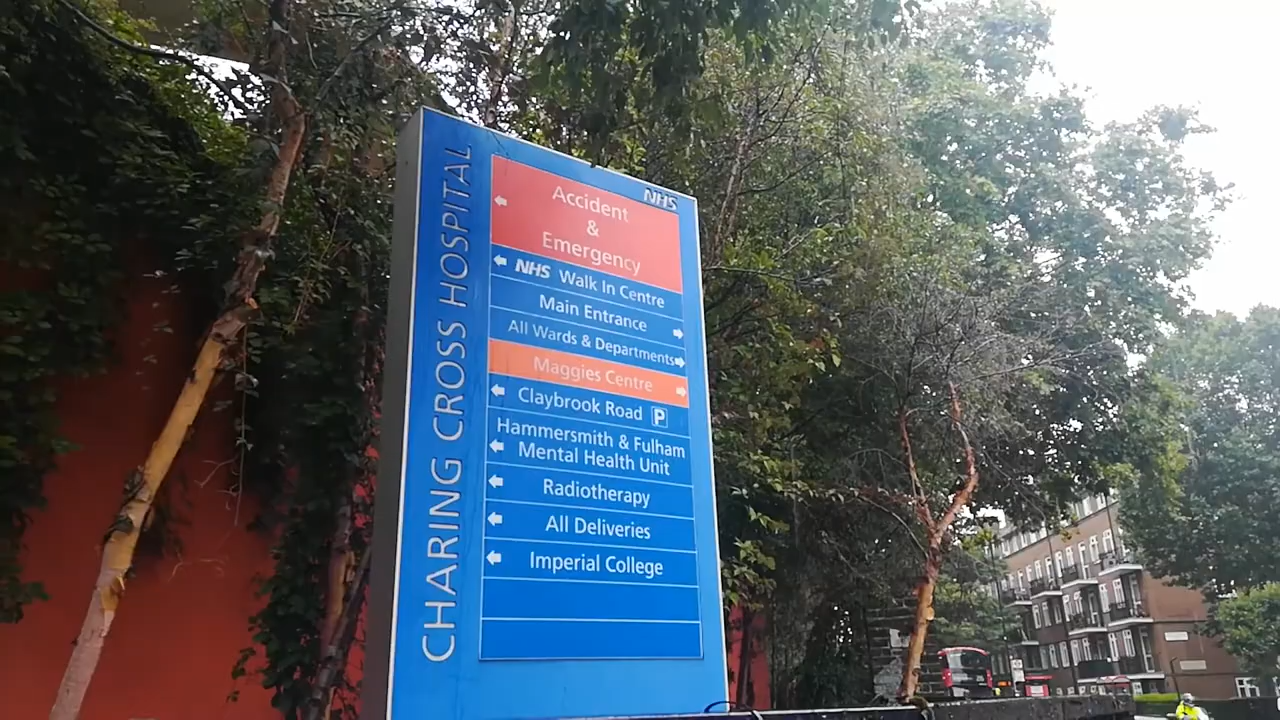 CHARING CROSS HOSPITAL
NHS
Accident
&
Emergency
NHS Walk In Centre
Main Entrance
All Wards & Departments
Maggies Centre
Claybrook Road P
Hammersmith & Fulham
Mental Health Unit
Radiotherapy
All Deliveries
Imperial College